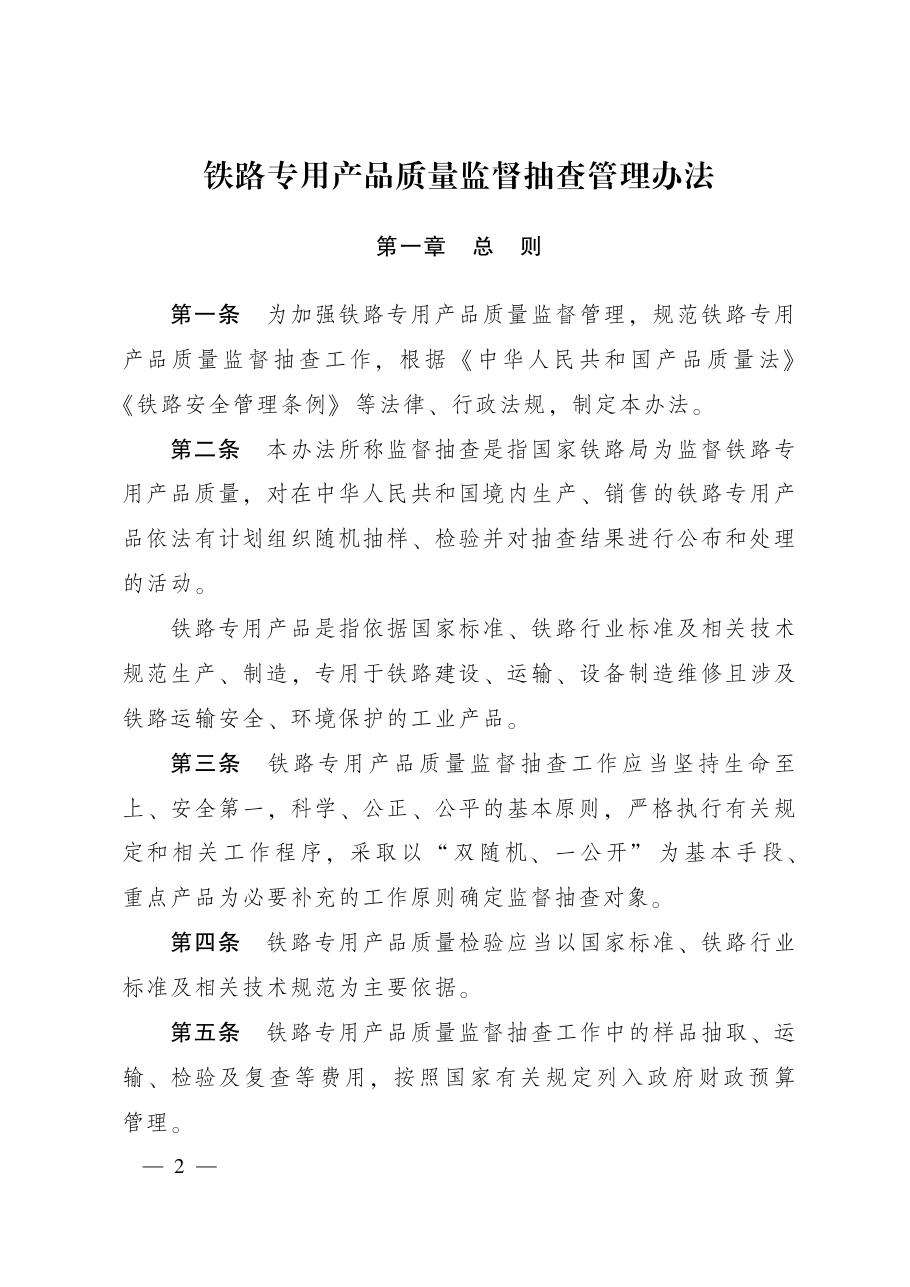 铁路专用产品质量监督抽查管理办法
第一章 总 则
第一条 为加强铁路专用产品质量监督管理，规范铁路专用
产品质量监督抽查工作，根据《中华人民共和国产品质量法》
《铁路安全管理条例》等法律、行政法规，制定本办法。
第二条 本办法所称监督抽查是指国家铁路局为监督铁路专
用产品质量，对在中华人民共和国境内生产、销售的铁路专用产
品依法有计划组织随机抽样、检验并对抽查结果进行公布和处理
的活动。
铁路专用产品是指依据国家标准、铁路行业标准及相关技术
规范生产、制造，专用于铁路建设、运输、设备制造维修且涉及
铁路运输安全、环境保护的工业产品。
第三条 铁路专用产品质量监督抽查工作应当坚持生命至
上、安全第一，科学、公正、公平的基本原则，严格执行有关规
定和相关工作程序，采取以“双随机、一公开”为基本手段、
重点产品为必要补充的工作原则确定监督抽查对象。
第四条 铁路专用产品质量检验应当以国家标准、铁路行业
标准及相关技术规范为主要依据。
第五条 铁路专用产品质量监督抽查工作中的样品抽取、运
输、检验及复查等费用，按照国家有关规定列入政府财政预算
管理。
— 2 —